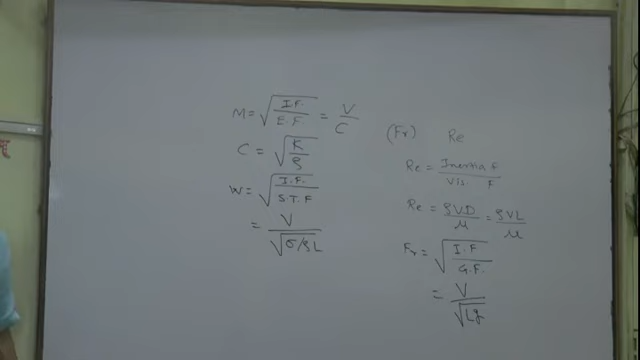 M = √(I.F. / E.F) = V / C
C = √(K / ρ)
W = √(I.F. / S.T.F)
= V / √(σ/ρL)
(Fr) Re
Re = Inertia f / Vis. F
Re = ρVD / μ = ρVL / μ
Fr = √(I.F / G.F.)
= V / √Lg